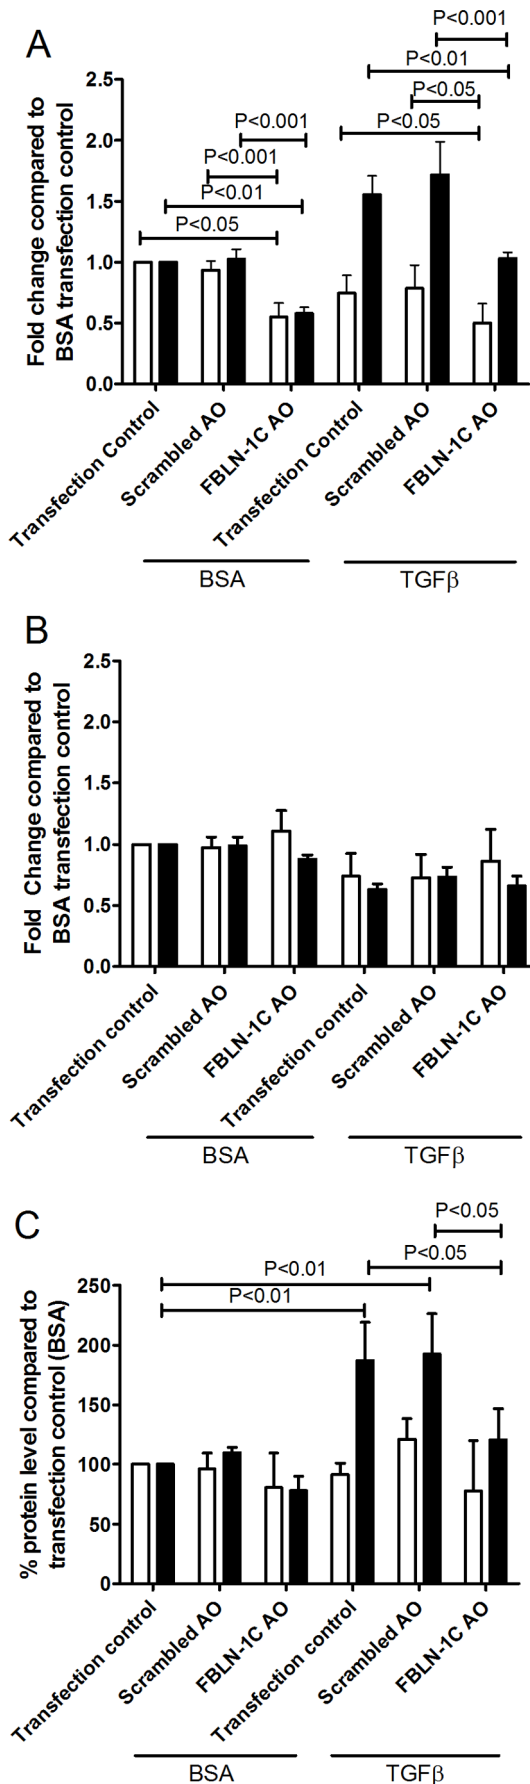 A
P<0.001
P<0.01
P<0.05
P<0.05
P<0.001
P<0.001
P<0.01
P<0.05
Fold change compared to
BSA transfection control
2.5
2.0
1.5
1.0
0.5
0.0
Transfection Control
Scrambled AO
FBLN-1C AO
Transfection Control
Scrambled AO
FBLN-1C AO
BSA
TGFβ
B
Fold Change compared to
BSA transfection control
2.5
2.0
1.5
1.0
0.5
0.0
Transfection control
Scrambled AO
FBLN-1C AO
Transfection control
Scrambled AO
FBLN-1C AO
BSA
TGFβ
C
P<0.05
P<0.05
P<0.01
P<0.01
% protein level compared to
transfection control (BSA)
250
200
150
100
50
0
Transfection control
Scrambled AO
FBLN-1C AO
Transfection control
Scrambled AO
FBLN-1C AO
BSA
TGFβ